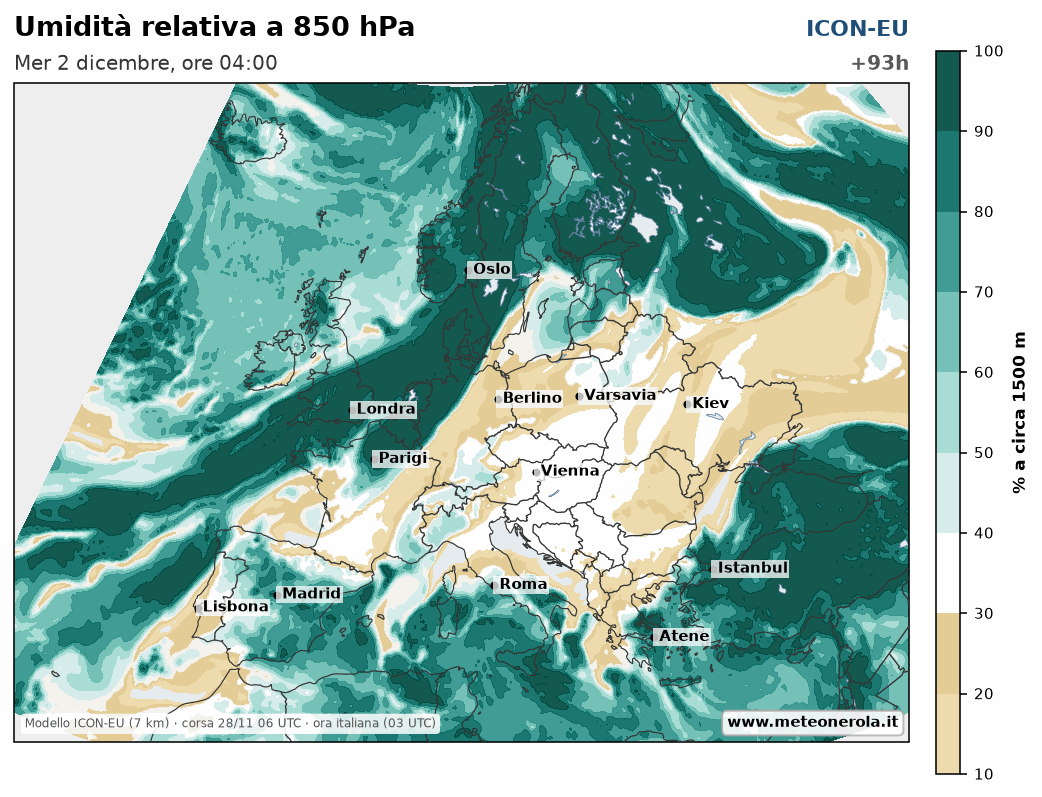 Umidità relativa a 850 hPa
ICON-EU
Mer 2 dicembre, ore 04:00
+93h
100
90
80
70
60
50
40
30
20
10
% a circa 1500 m
Oslo
Londra
Berlino
Varsavia
Kiev
Parigi
Vienna
Roma
Istanbul
Madrid
Lisbona
Atene
Modello ICON-EU (7 km) · corsa 28/11 06 UTC · ora italiana (03 UTC)
www.meteonerola.it